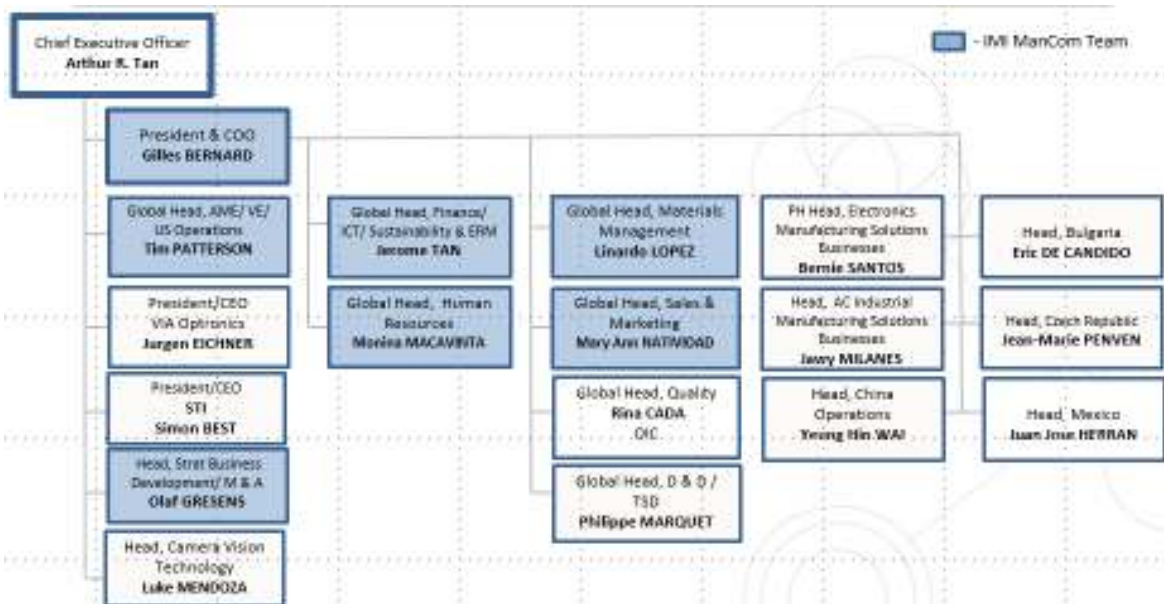 Chief Executive Officer
Arthur R. Tan
- IMI ManCom Team
President & COO
Gilles BERNARD
Global Head, AME/ VE/
US Operations
Tim PATTERSON
President/CEO
VIA Optronics
Jurgen EICHNER
President/CEO
STI
Simon BEST
Head, Strat Business
Development/ M & A
Olaf GRESENS
Head, Camera Vision
Technology
Luke MENDOZA
Global Head, Finance/
ICT/ Sustainability & ERM
Jerome TAN
Global Head, Human
Resources
Monina MACAVINTA
Global Head, Materials
Management
Linardo LOPEZ
Global Head, Sales &
Marketing
Mary Ann NATIVIDAD
Global Head, Quality
Rina CADA
OIC
Global Head, D & D /
TSD
Philippe MARQUET
PH Head, Electronics
Manufacturing Solutions
Businesses
Bernie SANTOS
Head, AC Industrial
Manufacturing Solutions
Businesses
Jawy MILANES
Head, China
Operations
Yeung Hin WAI
Head, Bulgaria
Eric DE CANDIDO
Head, Czech Republic
Jean-Marie PENVEN
Head, Mexico
Juan Jose HERRAN